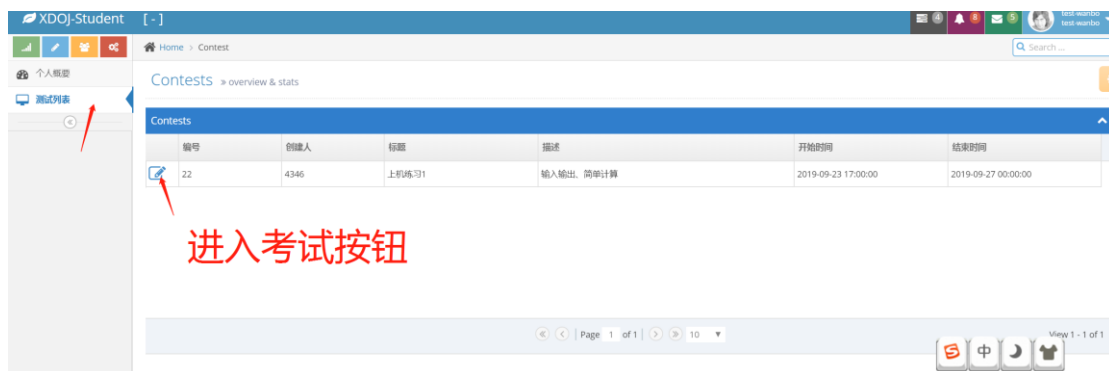 XDOJ-Student [ - ]
4 8 5 test-wanbo
test-wanbo
Home > Contest Search ...
个人概要
测试列表
Contests » overview & stats
Contests
编号 创建人 标题 描述 开始时间 结束时间
22 4346 上机练习1 输入输出、简单计算 2019-09-23 17:00:00 2019-09-27 00:00:00
进入考试按钮
Page 1 of 1 10 View 1 - 1 of 1
中